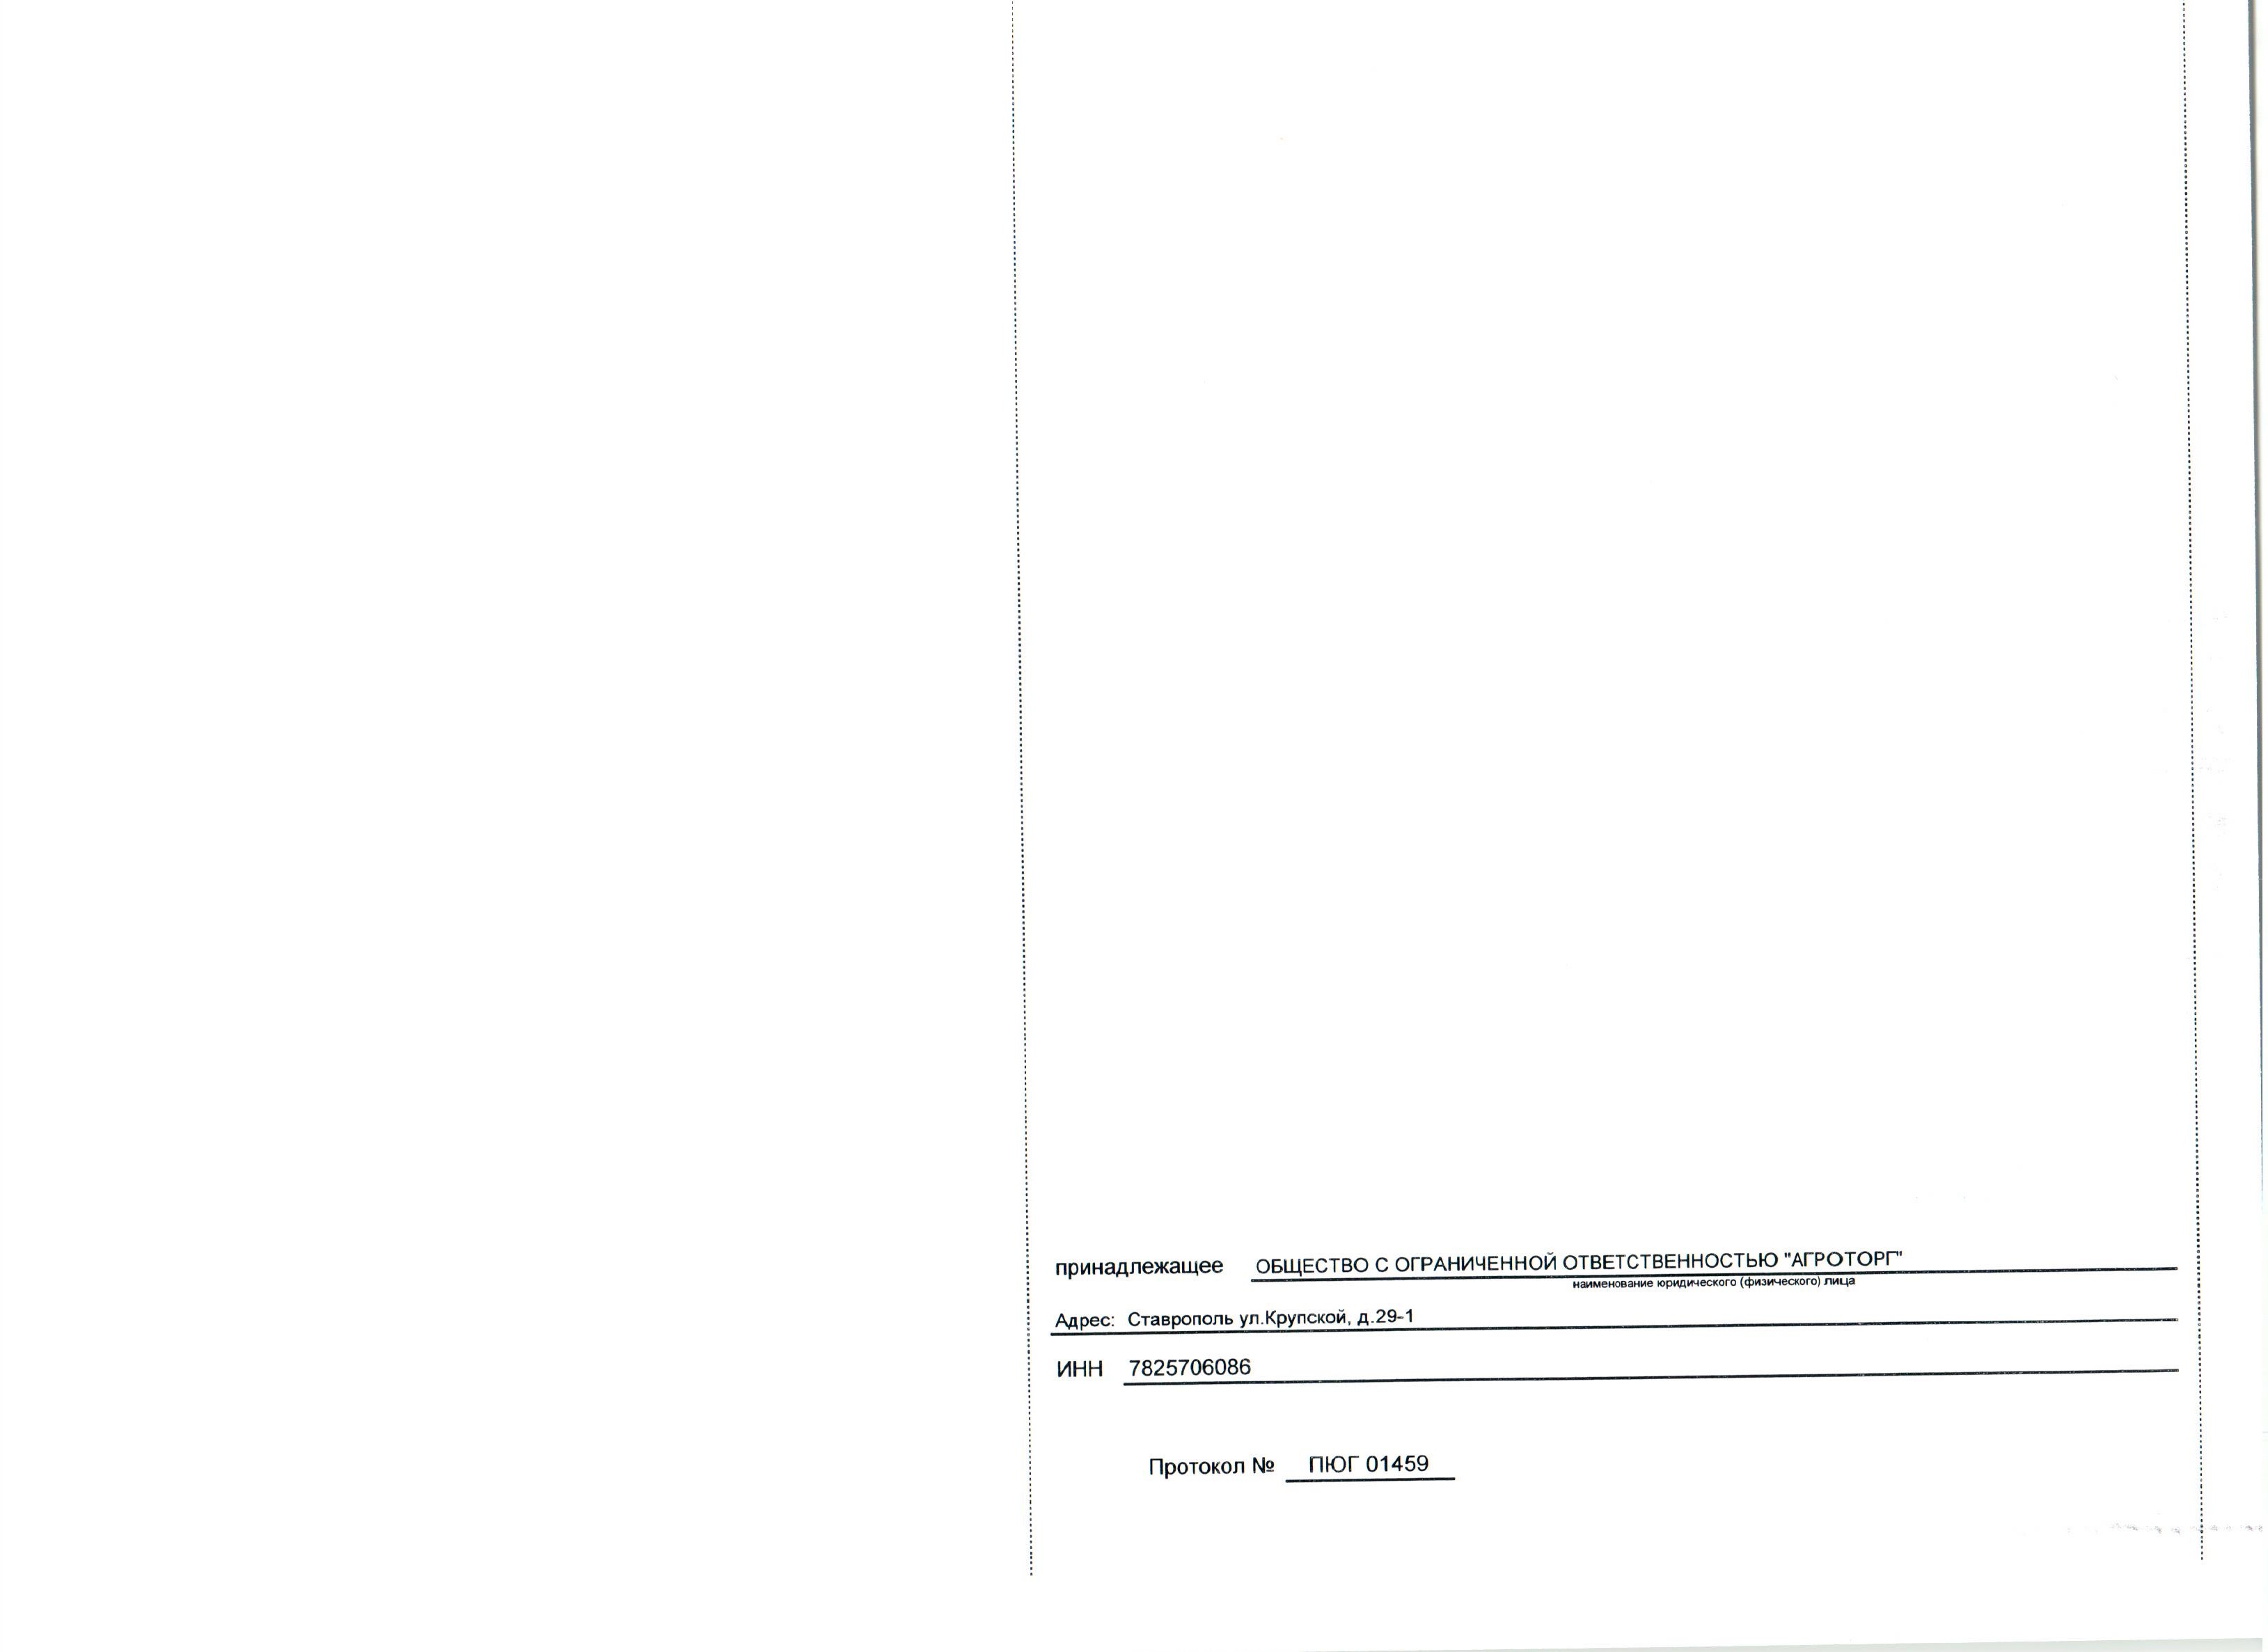 принадлежащее ОБЩЕСТВО С ОГРАНИЧЕННОЙ ОТВЕТСТВЕННОСТЬЮ "АГРОТОРГ"
наименование юридического (физического) лица
Адрес: Ставрополь ул.Крупской, д.29-1
ИНН 7825706086
Протокол № ПЮГ 01459